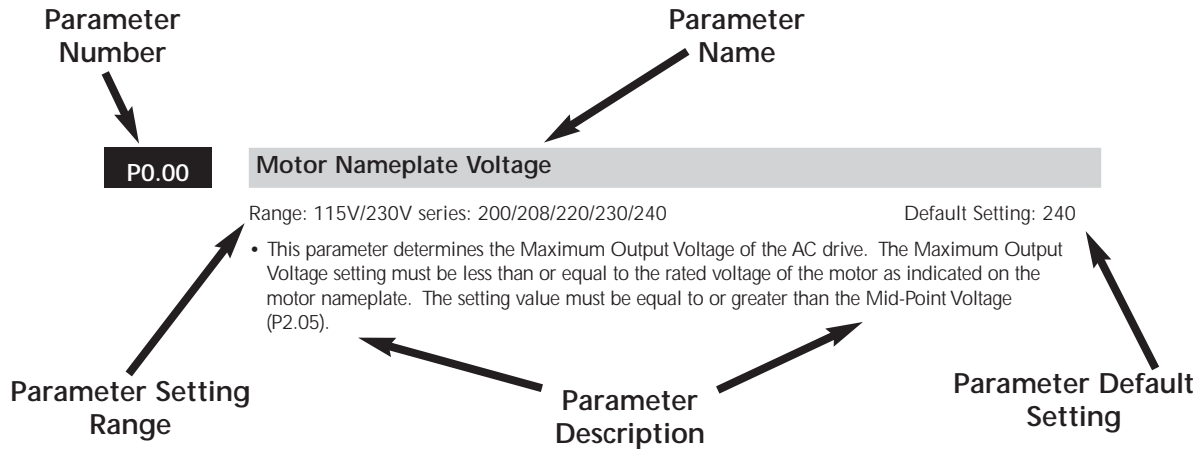 Parameter
Number
Parameter
Name
P0.00
Motor Nameplate Voltage
Range: 115V/230V series: 200/208/220/230/240
Default Setting: 240
• This parameter determines the Maximum Output Voltage of the AC drive. The Maximum Output
Voltage setting must be less than or equal to the rated voltage of the motor as indicated on the
motor nameplate. The setting value must be equal to or greater than the Mid-Point Voltage
(P2.05).
Parameter Setting
Range
Parameter
Description
Parameter Default
Setting